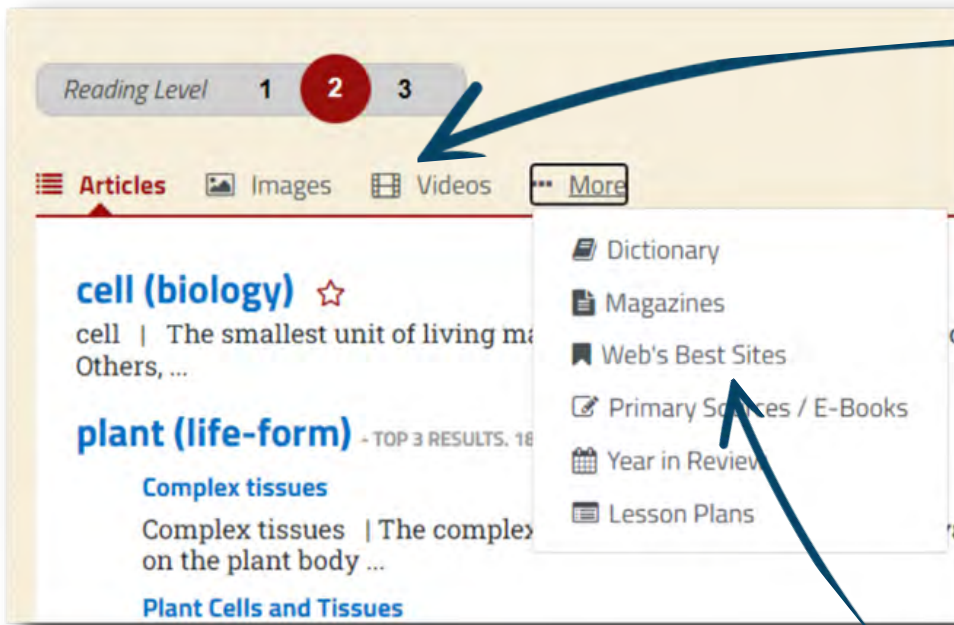 Reading Level 1 2 3
Articles Images Videos ... More
Dictionary
Magazines
Web's Best Sites
Primary Sources / E-Books
Year in Review
Lesson Plans
cell (biology)
cell | The smallest unit of living
Others, ...
plant (life-form) - TOP 3 RESULTS.
Complex tissues
Complex tissues | The complex
on the plant body ...
Plant Cells and Tissues